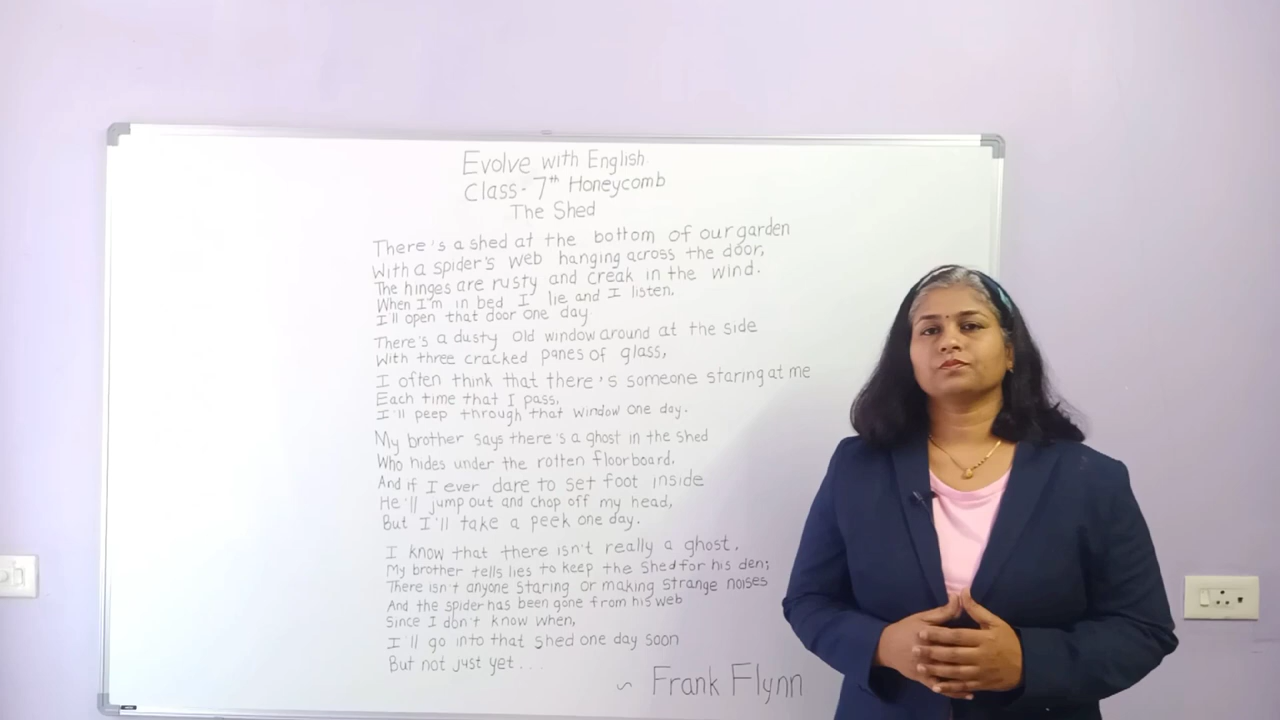 Evolve with English
Class- 7th Honeycomb
The Shed
There's a shed at the bottom of our garden
With a spider's web hanging across the door,
The hinges are rusty and creak in the wind.
When I'm in bed I lie and I listen,
I'll open that door one day
There's a dusty old window around at the side
With three cracked panes of glass,
I often think that there's someone staring at me
Each time that I pass,
I'll peep through that window one day.
My brother says there's a ghost in the shed
Who hides under the rotten floorboard,
And if I ever dare to set foot inside
He'll jump out and chop off my head,
But I'll take a peek one day.
I know that there isn't really a ghost,
My brother tells lies to keep the shed for his den;
There isn't anyone staring or making strange noises
And the spider has been gone from his web
Since I don't know when,
I'll go into that shed one day soon
But not just yet...
~ Frank Flynn